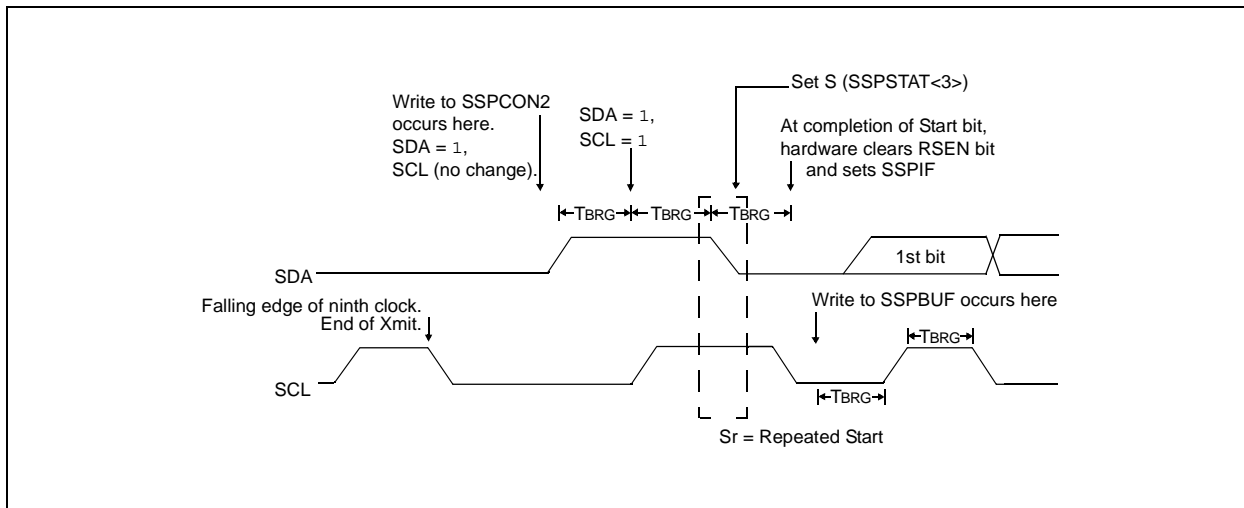 Set S (SSPSTAT<3>)
Write to SSPCON2
occurs here.
SDA = 1,
SCL (no change).
SDA = 1,
SCL = 1
At completion of Start bit,
hardware clears RSEN bit
and sets SSPIF
TBRG
TBRG
TBRG
SDA
1st bit
Falling edge of ninth clock.
End of Xmit.
Write to SSPBUF occurs here
TBRG
SCL
TBRG
Sr = Repeated Start